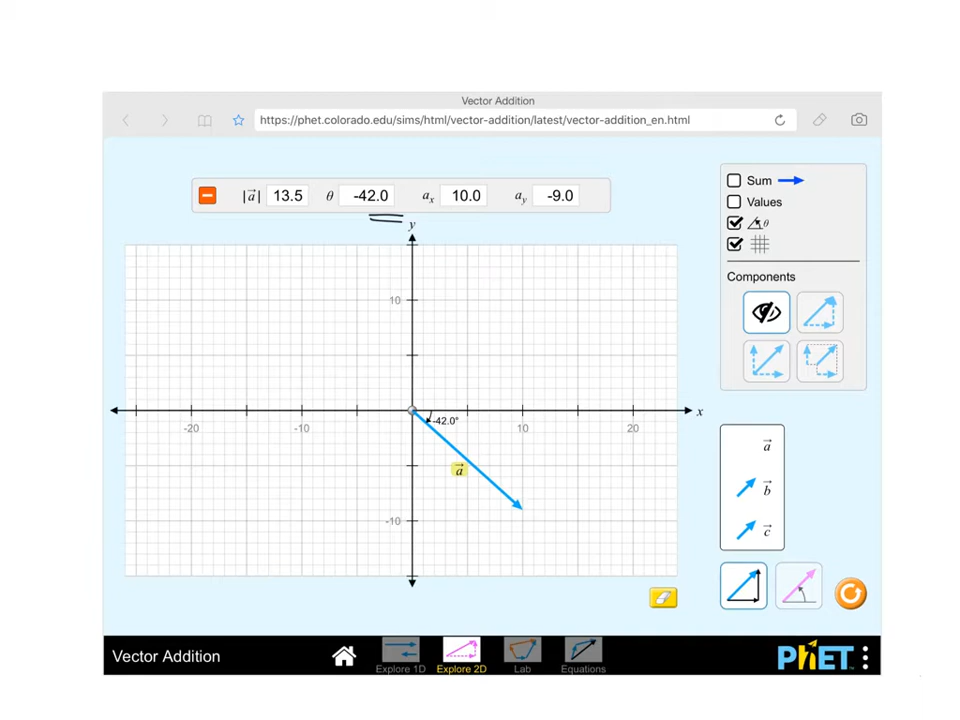 Vector Addition
https://phet.colorado.edu/sims/html/vector-addition/latest/vector-addition_en.html
|a⃗| 13.5 θ -42.0 aₓ 10.0 a_y -9.0
Sum
Values
θ
Components
y
10
-20 -10 10 20
x
-42.0°
a⃗
-10
a⃗
b⃗
c⃗
Vector Addition
Explore 1D Explore 2D Lab Equations
PhET